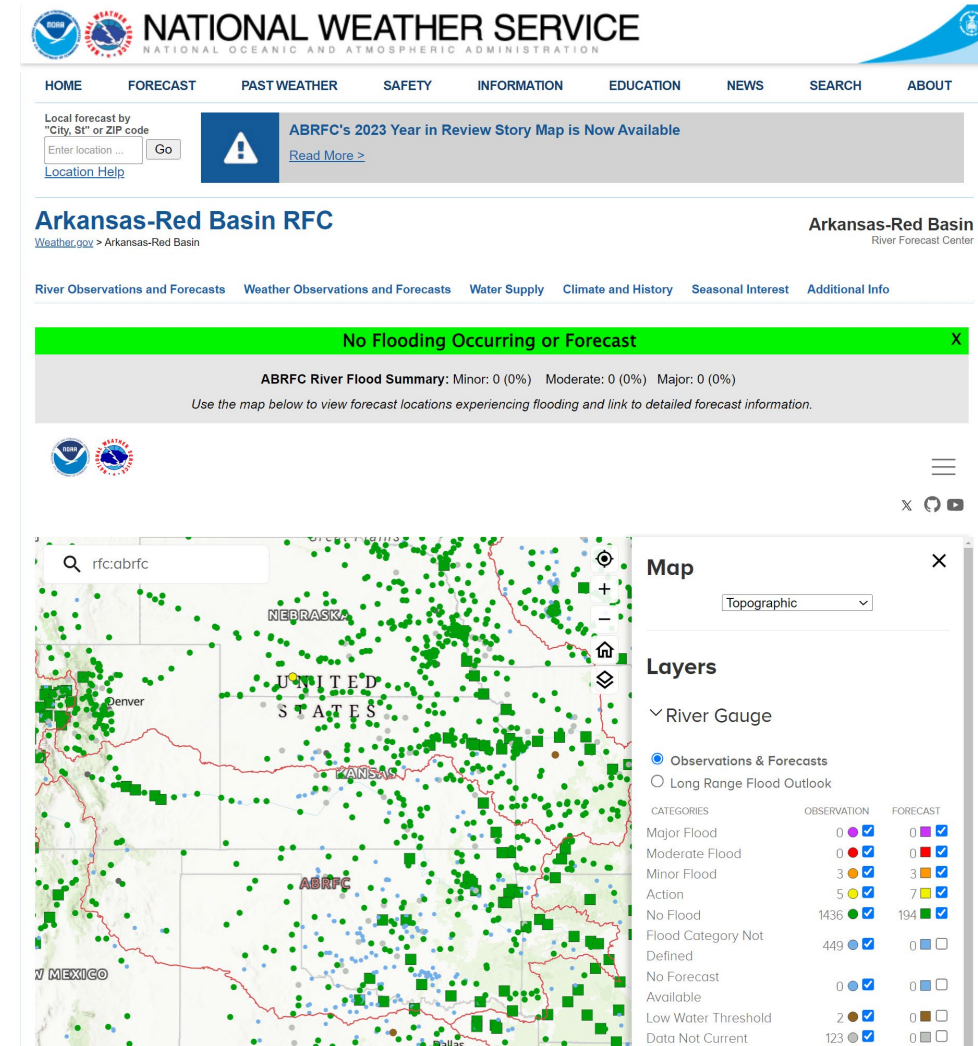 NATIONAL WEATHER SERVICE
NATIONAL OCEANIC AND ATMOSPHERIC ADMINISTRATION
HOME FORECAST PAST WEATHER SAFETY INFORMATION EDUCATION NEWS SEARCH ABOUT
Local forecast by
"City, St" or ZIP code
Enter location ... Go
Location Help
ABRFC's 2023 Year in Review Story Map is Now Available
Read More >
Arkansas-Red Basin RFC
Weather.gov > Arkansas-Red Basin
Arkansas-Red Basin
River Forecast Center
River Observations and Forecasts Weather Observations and Forecasts Water Supply Climate and History Seasonal Interest Additional Info
No Flooding Occurring or Forecast X
ABRFC River Flood Summary: Minor: 0 (0%) Moderate: 0 (0%) Major: 0 (0%)
Use the map below to view forecast locations experiencing flooding and link to detailed forecast information.
rfc:abrfc
Great Plains
NEBRASKA
UNITED
STATES
Denver
KANSAS
ABRFC
MEXICO
Dallas
Map
Topographic
Layers
River Gauge
Observations & Forecasts
Long Range Flood Outlook
CATEGORIES OBSERVATION FORECAST
Major Flood 0 0
Moderate Flood 0 0
Minor Flood 3 3
Action 5 7
No Flood 1436 194
Flood Category Not
Defined 449 0
No Forecast
Available 0 0
Low Water Threshold 2 0
Data Not Current 123 0